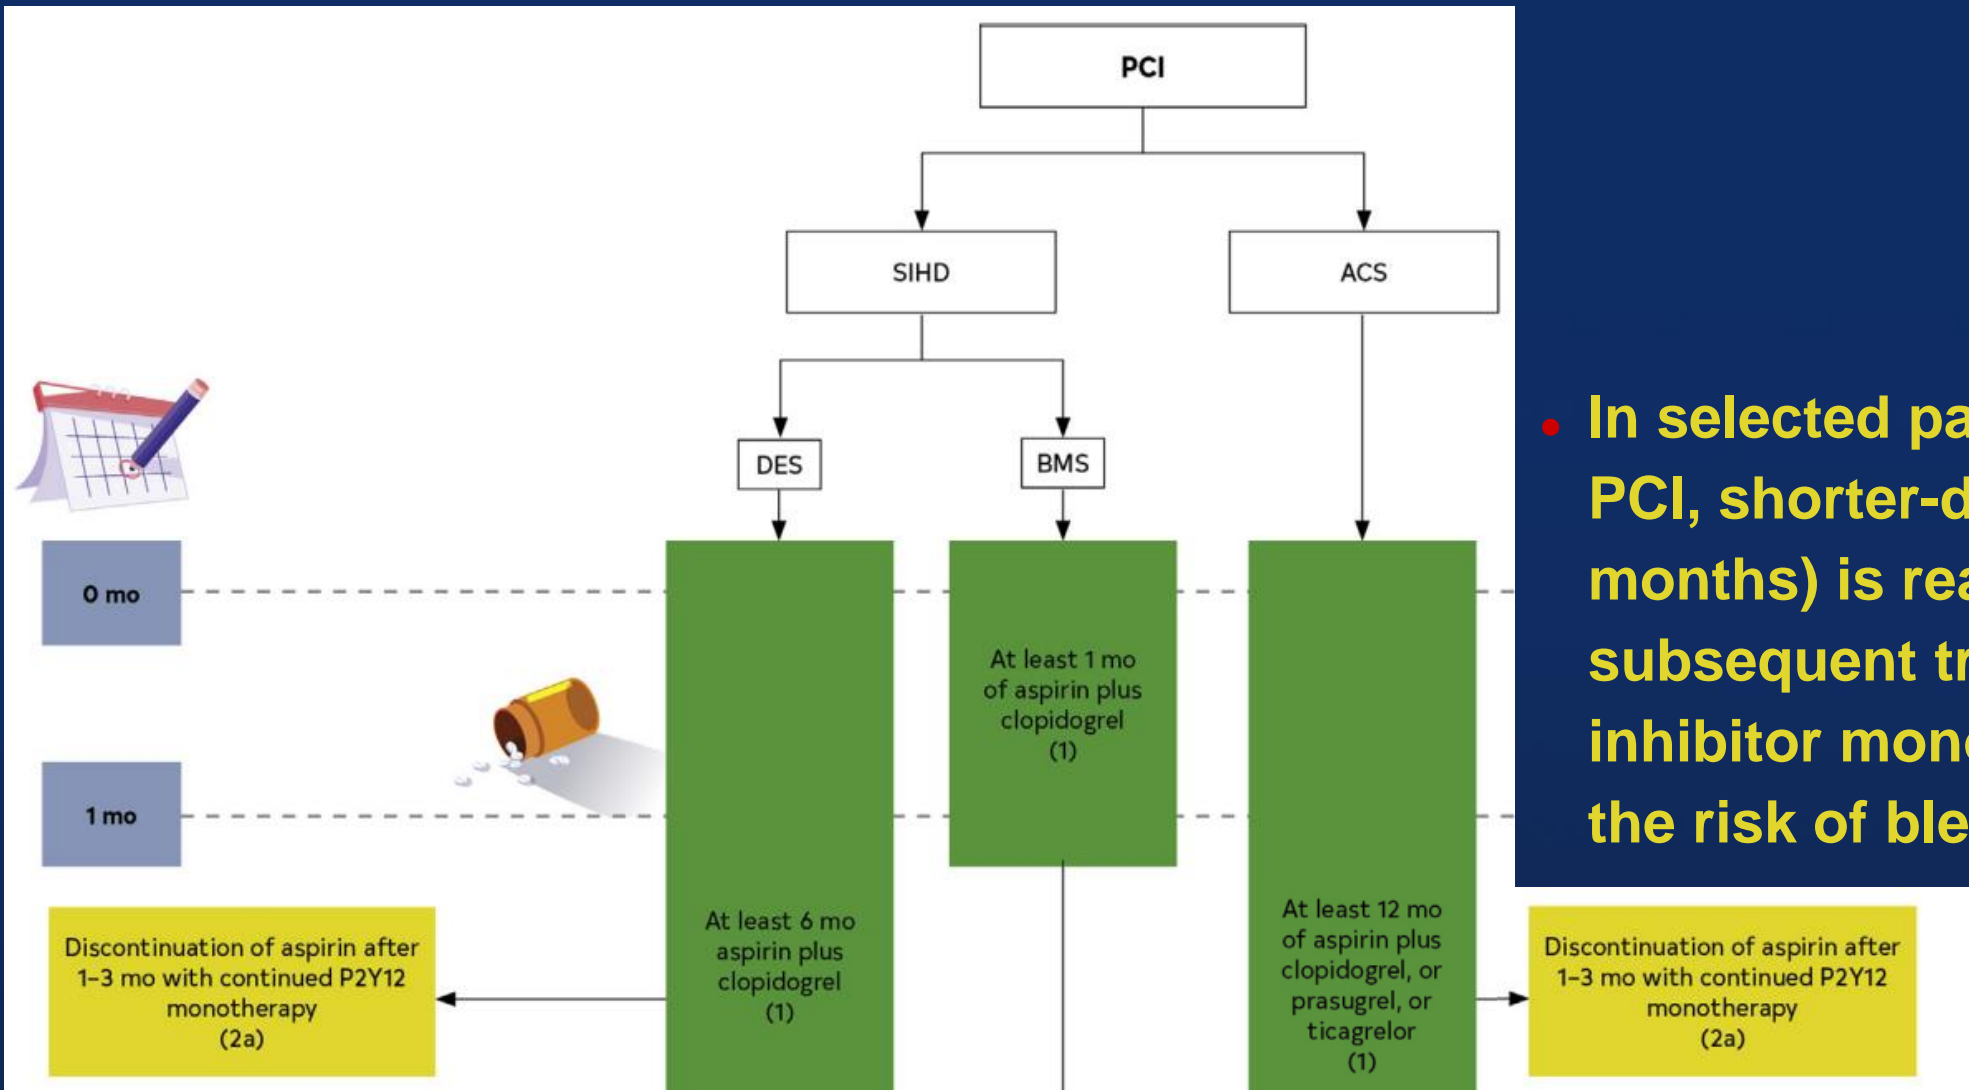 PCI
SIHD
ACS
DES
BMS
0 mo
1 mo
At least 6 mo
aspirin plus
clopidogrel
(1)
At least 1 mo
of aspirin plus
clopidogrel
(1)
At least 12 mo
of aspirin plus
clopidogrel, or
prasugrel, or
ticagrelor
(1)
Discontinuation of aspirin after
1–3 mo with continued P2Y12
monotherapy
(2a)
Discontinuation of aspirin after
1–3 mo with continued P2Y12
monotherapy
(2a)
• In selected pa
PCI, shorter-d
months) is rea
subsequent tr
inhibitor mono
the risk of ble